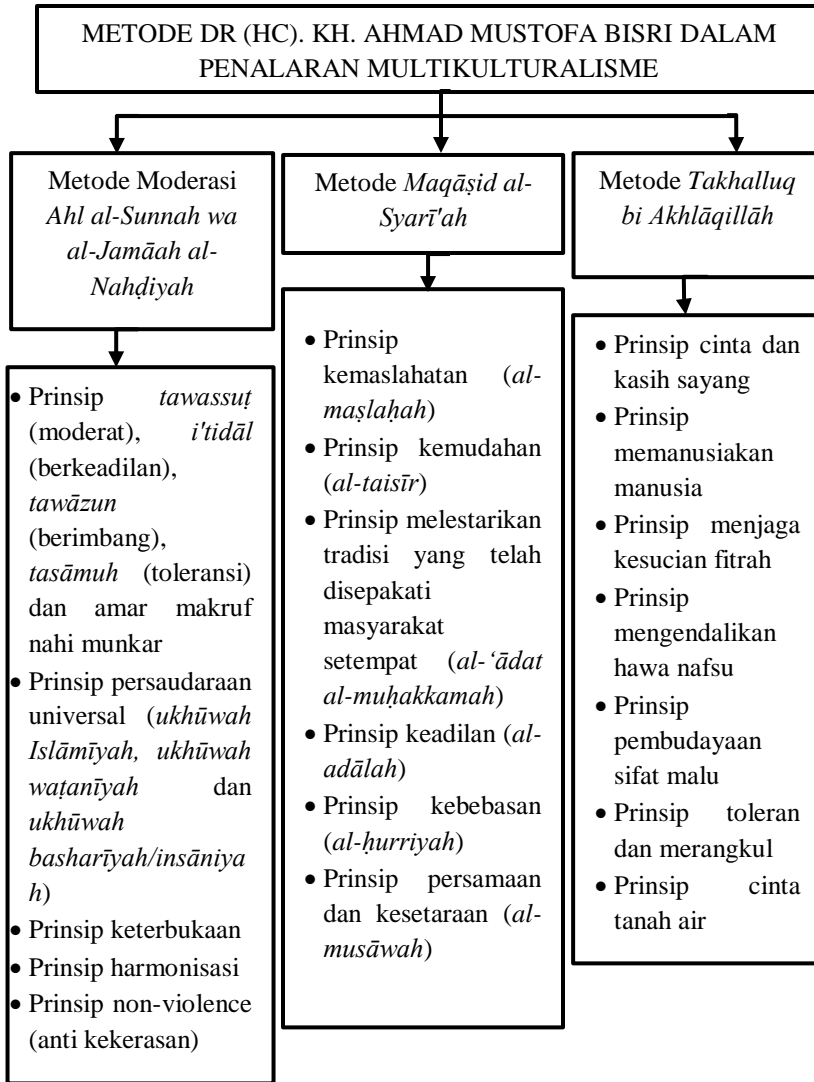 METODE DR (HC). KH. AHMAD MUSTOFA BISRI DALAM
PENALARAN MULTIKULTURALISME
Metode Moderasi
Ahl al-Sunnah wa
al-Jamāah al-
Nahḍiyah
Metode Maqāṣid al-
Syarī'ah
Metode Takhalluq
bi Akhlāqillāh
• Prinsip tawassuṭ
(moderat), i'tidāl
(berkeadilan),
tawāzun
(berimbang),
tasāmuh (toleransi)
dan amar makruf
nahi munkar
• Prinsip persaudaraan
universal (ukhūwah
Islāmīyah, ukhūwah
waṭanīyah dan
ukhūwah
basharīyah/insāniya
h)
• Prinsip keterbukaan
• Prinsip harmonisasi
• Prinsip non-violence
(anti kekerasan)
• Prinsip
kemaslahatan (al-
maṣlaḥah)
• Prinsip kemudahan
(al-taisīr)
• Prinsip melestarikan
tradisi yang telah
disepakati
masyarakat
setempat (al-‘ādat
al-muḥakkamah)
• Prinsip keadilan (al-
adālah)
• Prinsip kebebasan
(al-ḥurriyah)
• Prinsip persamaan
dan kesetaraan (al-
musāwah)
• Prinsip cinta dan
kasih sayang
• Prinsip
memanusiakan
manusia
• Prinsip menjaga
kesucian fitrah
• Prinsip
mengendalikan
hawa nafsu
• Prinsip
pembudayaan
sifat malu
• Prinsip toleran
dan merangkul
• Prinsip cinta
tanah air